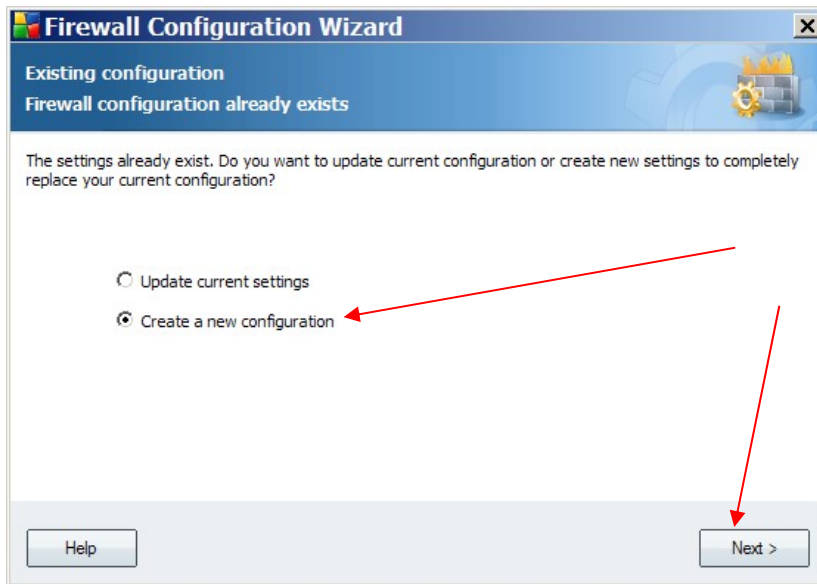 Firewall Configuration Wizard
Existing configuration
Firewall configuration already exists
The settings already exist. Do you want to update current configuration or create new settings to completely
replace your current configuration?
Update current settings
Create a new configuration
Help
Next >